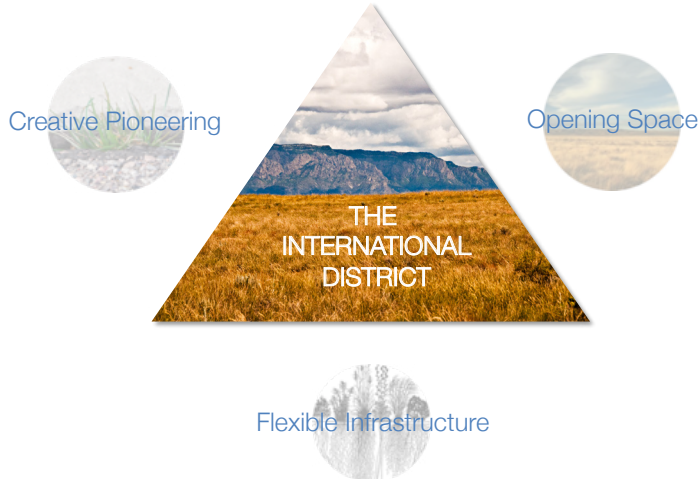 Creative Pioneering
Opening Space
THE
INTERNATIONAL
DISTRICT
Flexible Infrastructure